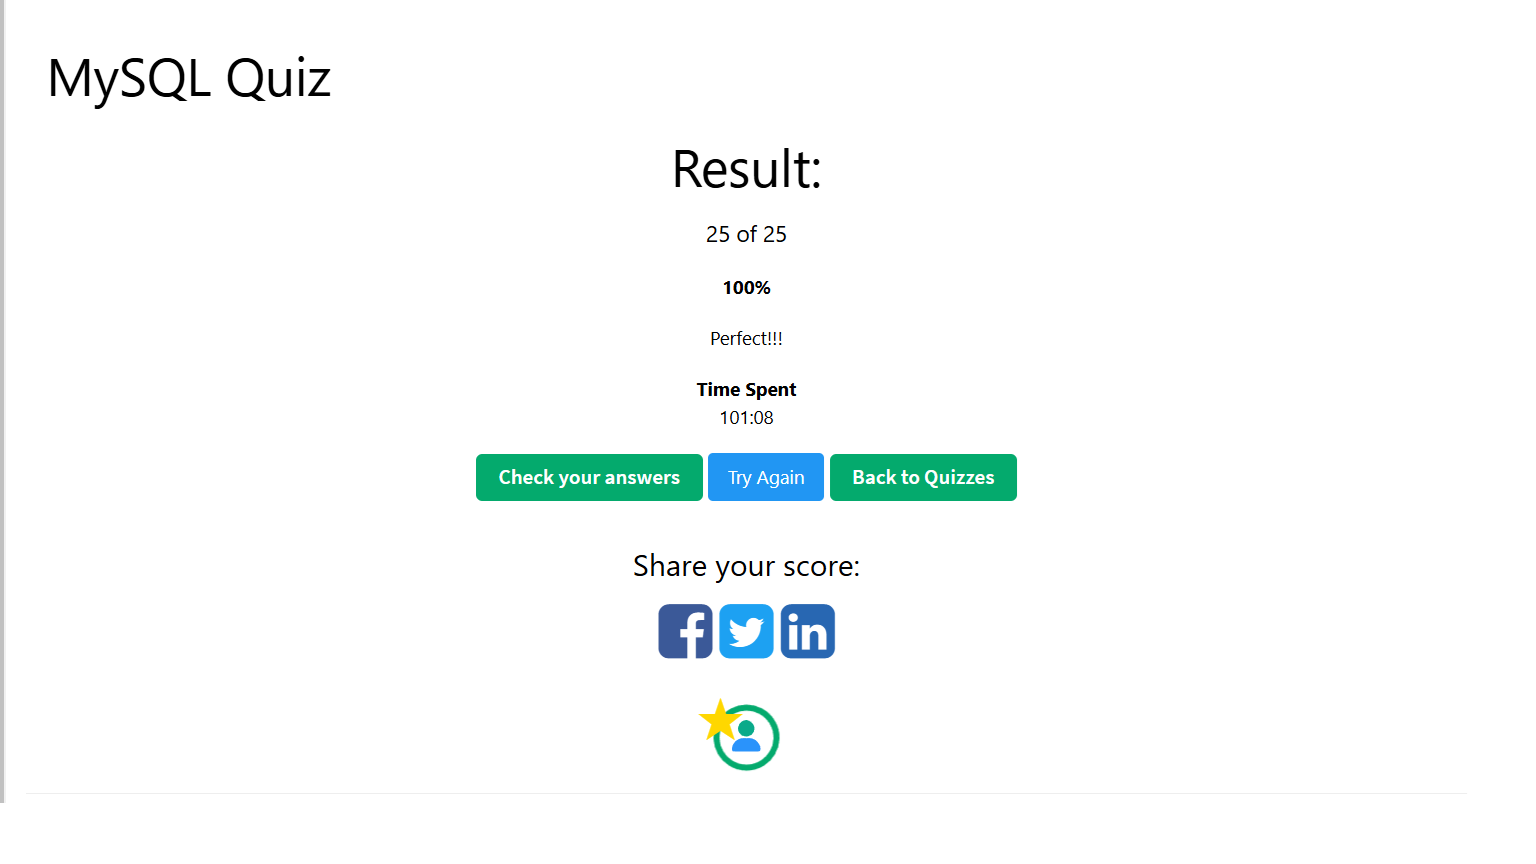 MySQL Quiz
Result:
25 of 25
100%
Perfect!!!
Time Spent
101:08
Check your answers Try Again Back to Quizzes
Share your score:
f in